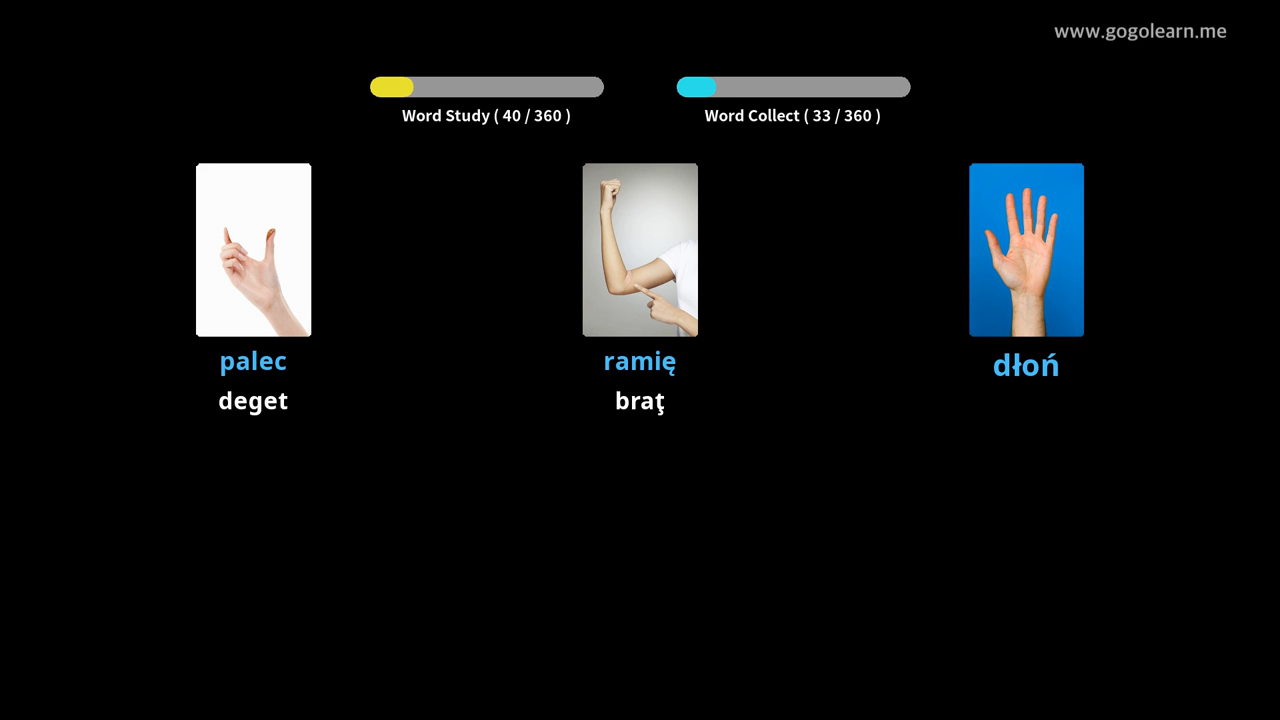 www.gogolearn.me
Word Study ( 40 / 360 )
Word Collect ( 33 / 360 )
palec
deget
ramię
braţ
dłoń